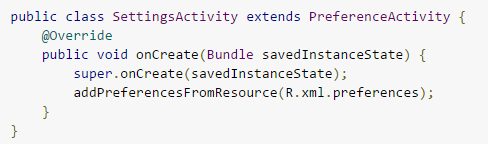 public class SettingsActivity extends PreferenceActivity {
    @Override
    public void onCreate(Bundle savedInstanceState) {
        super.onCreate(savedInstanceState);
        addPreferencesFromResource(R.xml.preferences);
    }
}